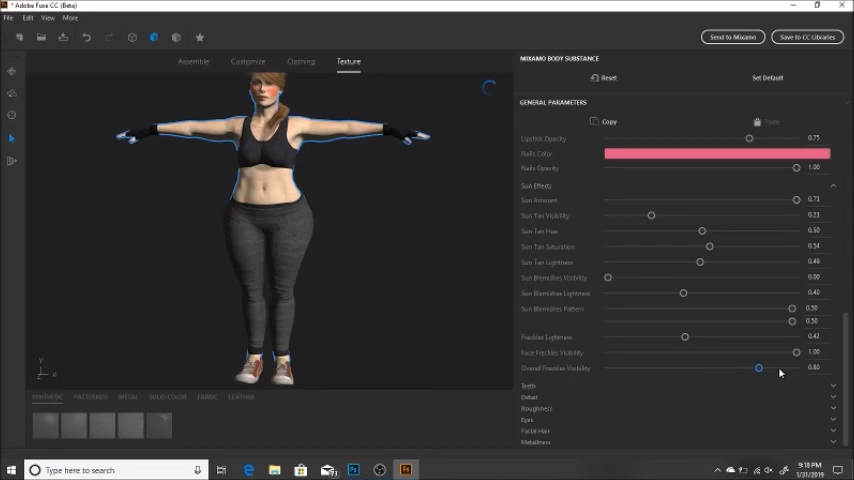 * Adobe Fuse CC (Beta)
File Edit View More
Send to Mixamo Save to CC Libraries
Assemble Customize Clothing Texture
MIXAMO BODY SUBSTANCE
Reset Set Default
GENERAL PARAMETERS
Copy Paste
Lipstick Opacity 0.75
Nails Color
Nails Opacity 1.00
Sun Effects
Sun Amount 0.73
Sun Tan Visibility 0.23
Sun Tan Hue 0.50
Sun Tan Saturation 0.54
Sun Tan Lightness 0.49
Sun Blemishes Visibility 0.00
Sun Blemishes Lightness 0.40
Sun Blemishes Pattern 0.50
0.50
Freckles Lightness 0.42
Face Freckles Visibility 1.00
Overall Freckles Visibility 0.80
Teeth
Detail
Roughness
Eyes
Facial Hair
Metallness
Y
Z X
SYNTHETIC PATTERNED METAL SOLID COLOR FABRIC LEATHER
Type here to search
9:18 PM
1/31/2019